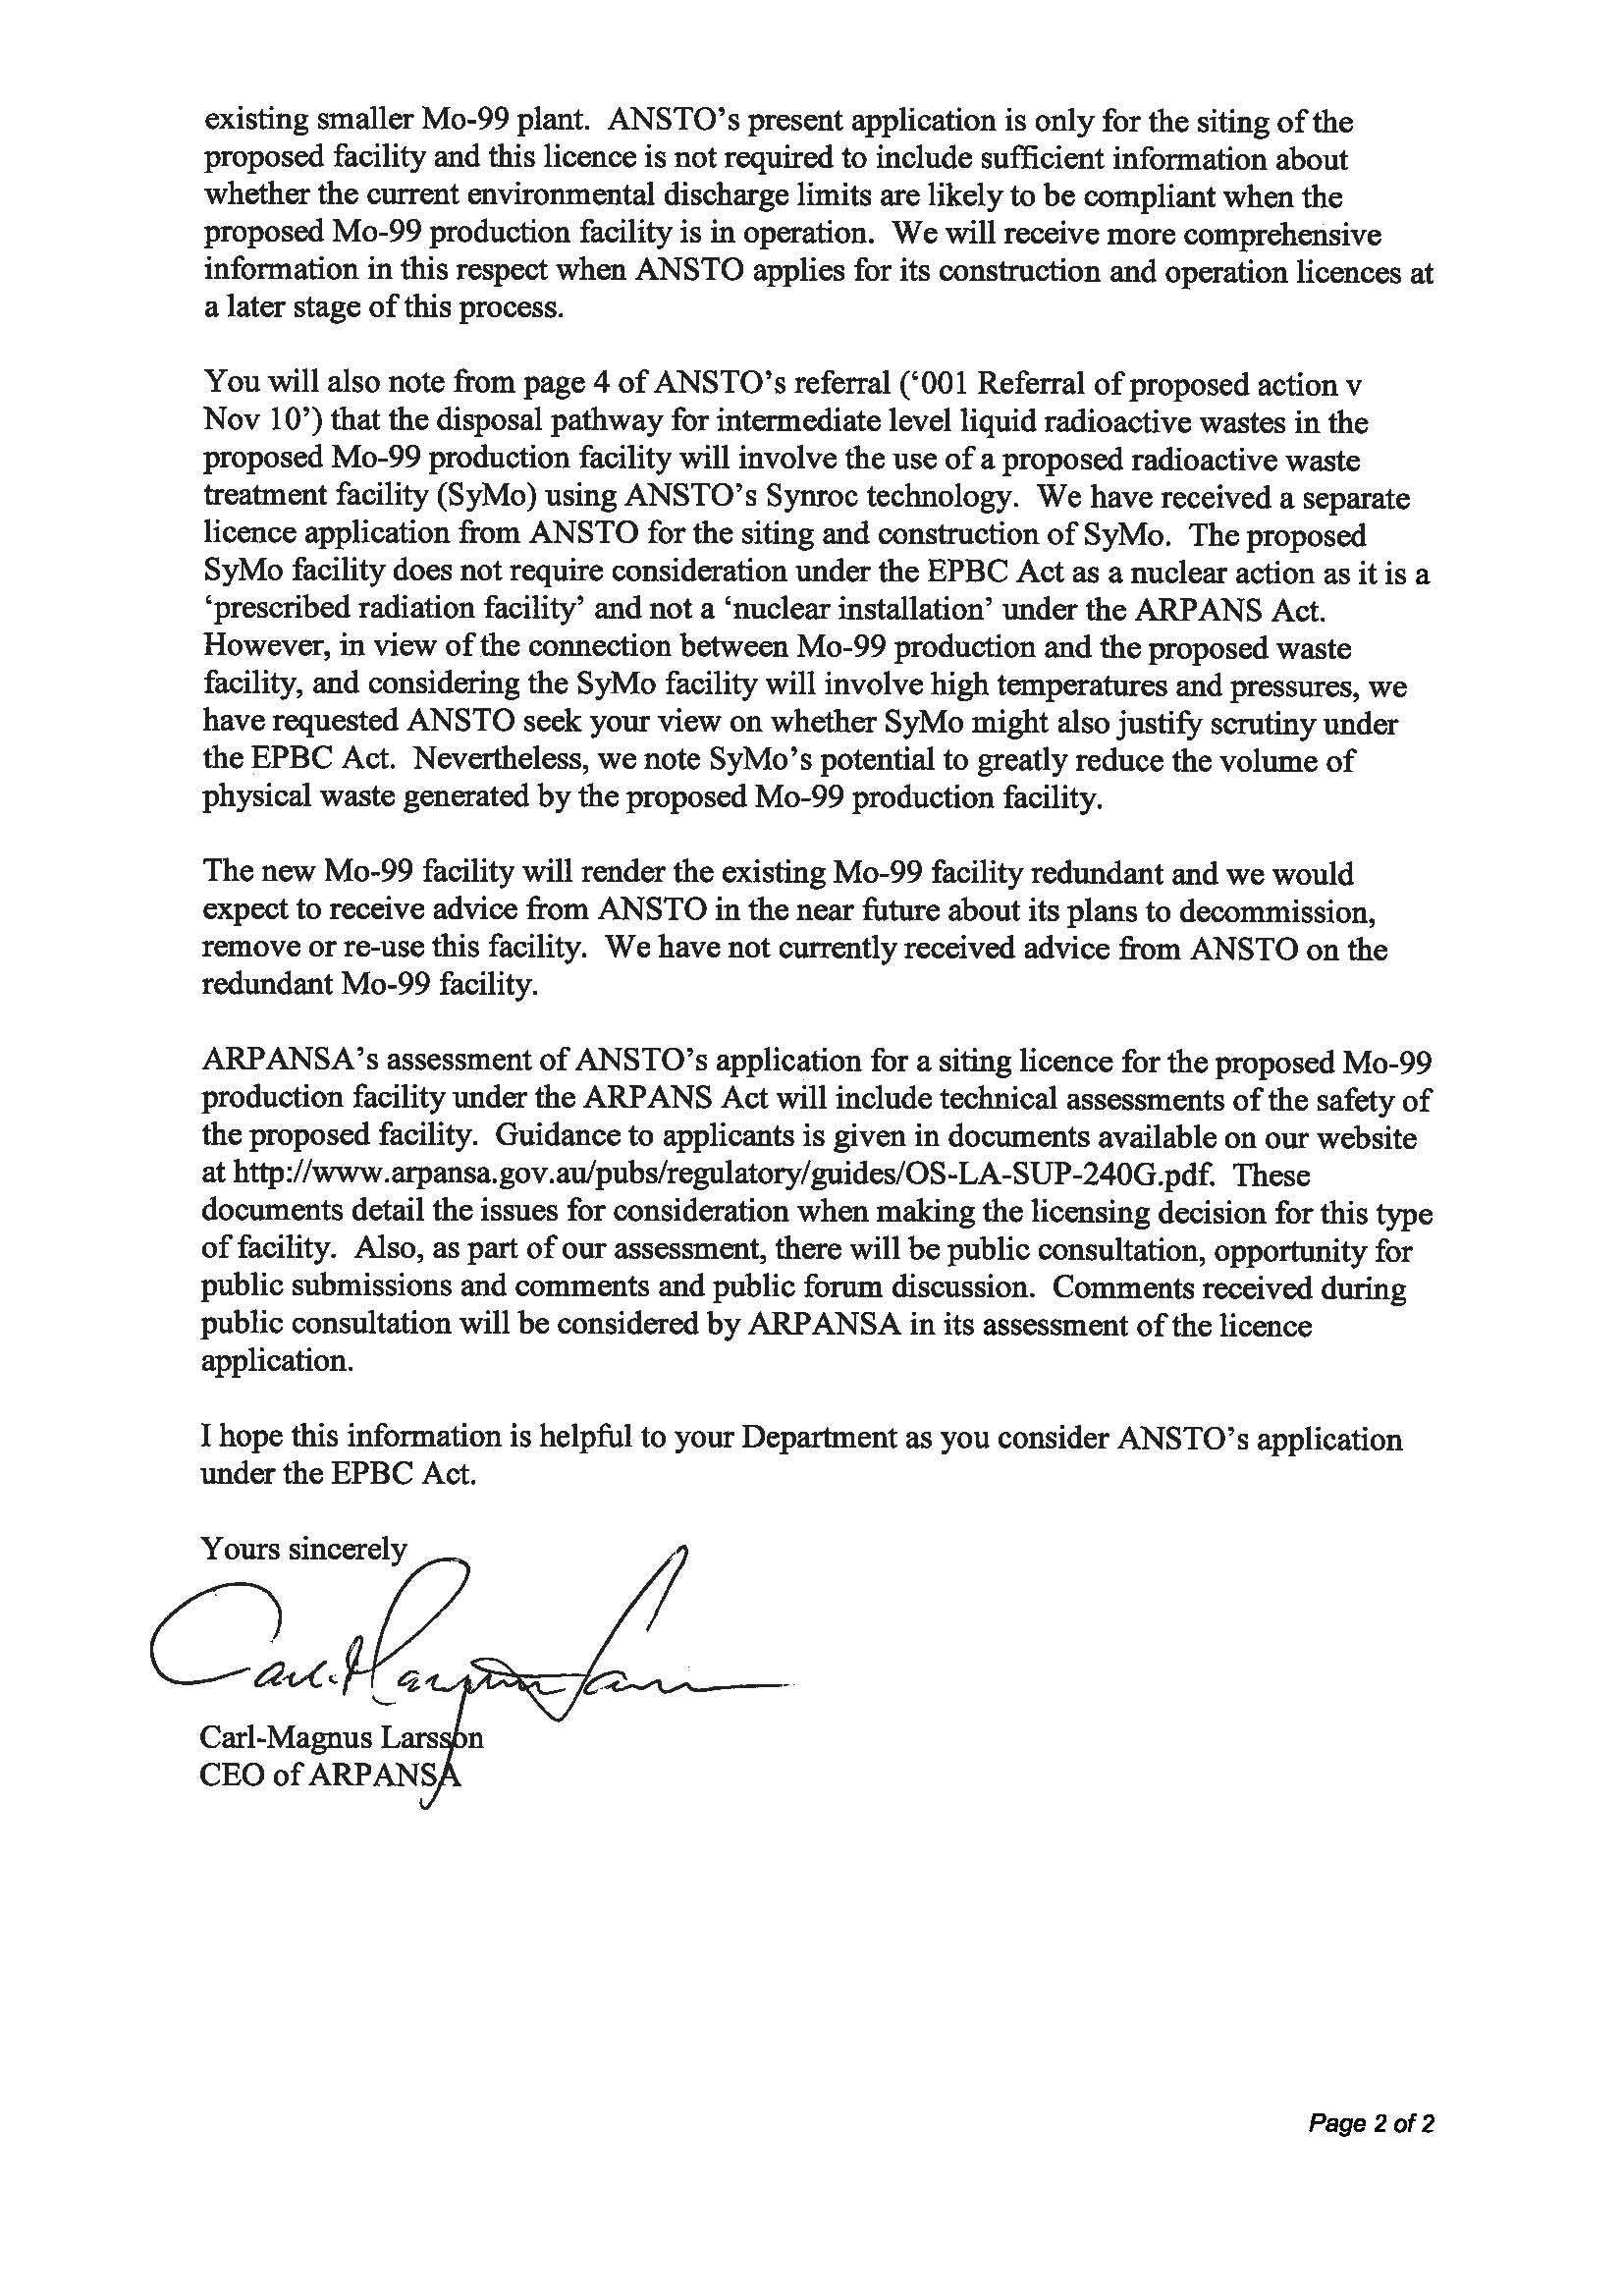 existing smaller Mo-99 plant.  ANSTO's present application is only for the siting of the
proposed facility and this licence is not required to include sufficient information about
whether the current environmental discharge limits are likely to be compliant when the
proposed Mo-99 production facility is in operation.  We will receive more comprehensive
information in this respect when ANSTO applies for its construction and operation licences at
a later stage of this process.

You will also note from page 4 of ANSTO's referral ('001 Referral of proposed action v
Nov 10') that the disposal pathway for intermediate level liquid radioactive wastes in the
proposed Mo-99 production facility will involve the use of a proposed radioactive waste
treatment facility (SyMo) using ANSTO's Synroc technology.  We have received a separate
licence application from ANSTO for the siting and construction of SyMo.  The proposed
SyMo facility does not require consideration under the EPBC Act as a nuclear action as it is a
'prescribed radiation facility' and not a 'nuclear installation' under the ARPANS Act.
However, in view of the connection between Mo-99 production and the proposed waste
facility, and considering the SyMo facility will involve high temperatures and pressures, we
have requested ANSTO seek your view on whether SyMo might also justify scrutiny under
the EPBC Act.  Nevertheless, we note SyMo's potential to greatly reduce the volume of
physical waste generated by the proposed Mo-99 production facility.

The new Mo-99 facility will render the existing Mo-99 facility redundant and we would
expect to receive advice from ANSTO in the near future about its plans to decommission,
remove or re-use this facility.  We have not currently received advice from ANSTO on the
redundant Mo-99 facility.

ARPANSA's assessment of ANSTO's application for a siting licence for the proposed Mo-99
production facility under the ARPANS Act will include technical assessments of the safety of
the proposed facility.  Guidance to applicants is given in documents available on our website
at http://www.arpansa.gov.au/pubs/regulatory/guides/OS-LA-SUP-240G.pdf.  These
documents detail the issues for consideration when making the licensing decision for this type
of facility.  Also, as part of our assessment, there will be public consultation, opportunity for
public submissions and comments and public forum discussion.  Comments received during
public consultation will be considered by ARPANSA in its assessment of the licence
application.

I hope this information is helpful to your Department as you consider ANSTO's application
under the EPBC Act.

Yours sincerely
Carl-Magnus Larsson
Carl-Magnus Larsson
CEO of ARPANSA

Page 2 of 2